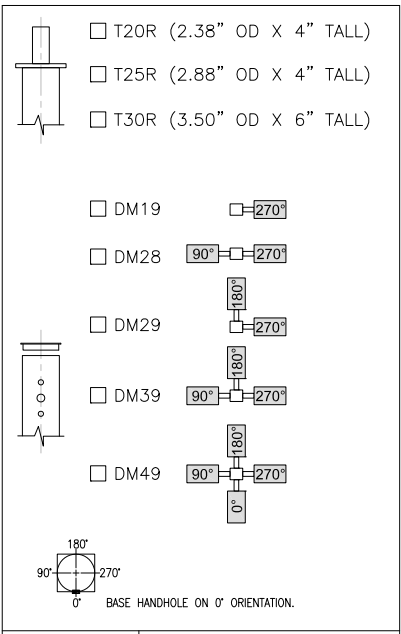 T20R (2.38" OD X 4" TALL)
T25R (2.88" OD X 4" TALL)
T30R (3.50" OD X 6" TALL)
DM19 270°
DM28 90° 270°
180°
DM29 270°
180°
DM39 90° 270°
180°
DM49 90° 270°
0°
180°
90° 270°
0° BASE HANDHOLE ON 0° ORIENTATION.